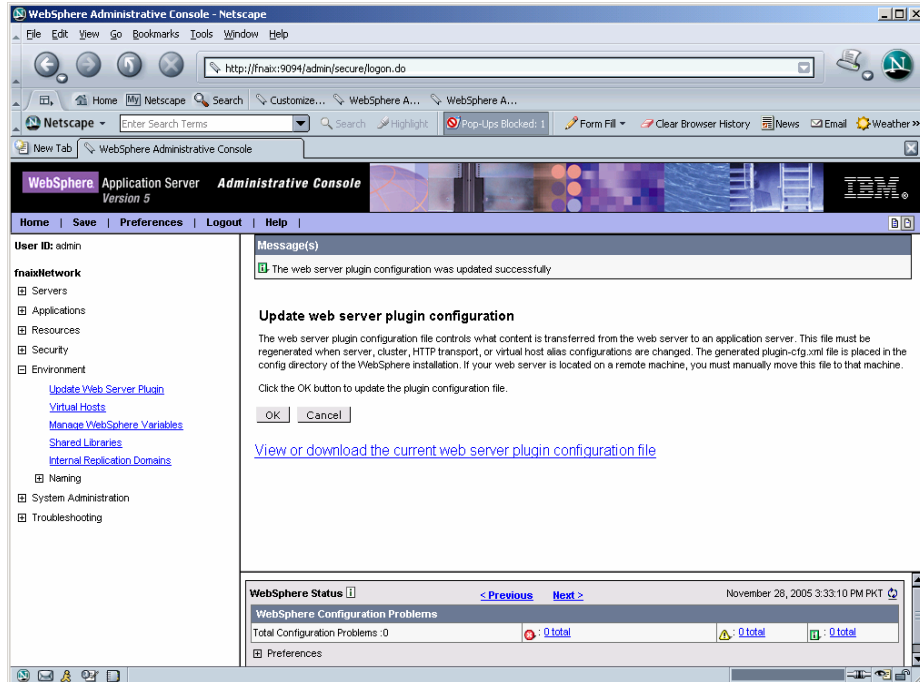 WebSphere Administrative Console - Netscape
File Edit View Go Bookmarks Tools Window Help
http://fnaix:9094/admin/secure/logon.do
Home My Netscape Search Customize... WebSphere A... WebSphere A...
Netscape Enter Search Terms Search Highlight Pop-Ups Blocked: 1 Form Fill Clear Browser History News Email Weather »
New Tab WebSphere Administrative Console
WebSphere Application Server Administrative Console
Version 5
IBM
Home | Save | Preferences | Logout | Help |
User ID: admin
fnaixNetwork
Servers
Applications
Resources
Security
Environment
Update Web Server Plugin
Virtual Hosts
Manage WebSphere Variables
Shared Libraries
Internal Replication Domains
Naming
System Administration
Troubleshooting
Message(s)
The web server plugin configuration was updated successfully
Update web server plugin configuration
The web server plugin configuration file controls what content is transferred from the web server to an application server. This file must be
regenerated when server, cluster, HTTP transport, or virtual host alias configurations are changed. The generated plugin-cfg.xml file is placed in the
config directory of the WebSphere installation. If your web server is located on a remote machine, you must manually move this file to that machine.
Click the OK button to update the plugin configuration file.
OK Cancel
View or download the current web server plugin configuration file
WebSphere Status < Previous Next > November 28, 2005 3:33:10 PM PKT
WebSphere Configuration Problems
Total Configuration Problems :0 : 0 total : 0 total : 0 total
Preferences